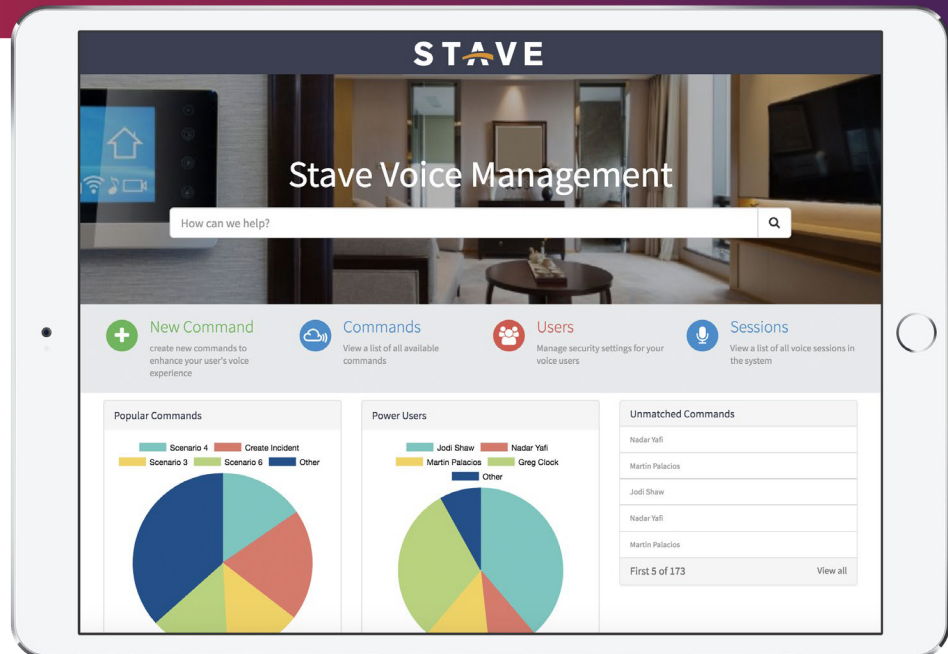 STAVE
Stave Voice Management
How can we help?
New Command
create new commands to
enhance your user's voice
experience
Commands
View a list of all available
commands
Users
Manage security settings for your
voice users
Sessions
View a list of all voice sessions in
the system
Popular Commands
Scenario 4 Create Incident
Scenario 3 Scenario 6 Other
Power Users
Jodi Shaw Nadar Yafi
Martin Palacios Greg Clock
Other
Unmatched Commands
Nadar Yafi
Martin Palacios
Jodi Shaw
Nadar Yafi
Martin Palacios
First 5 of 173 View all